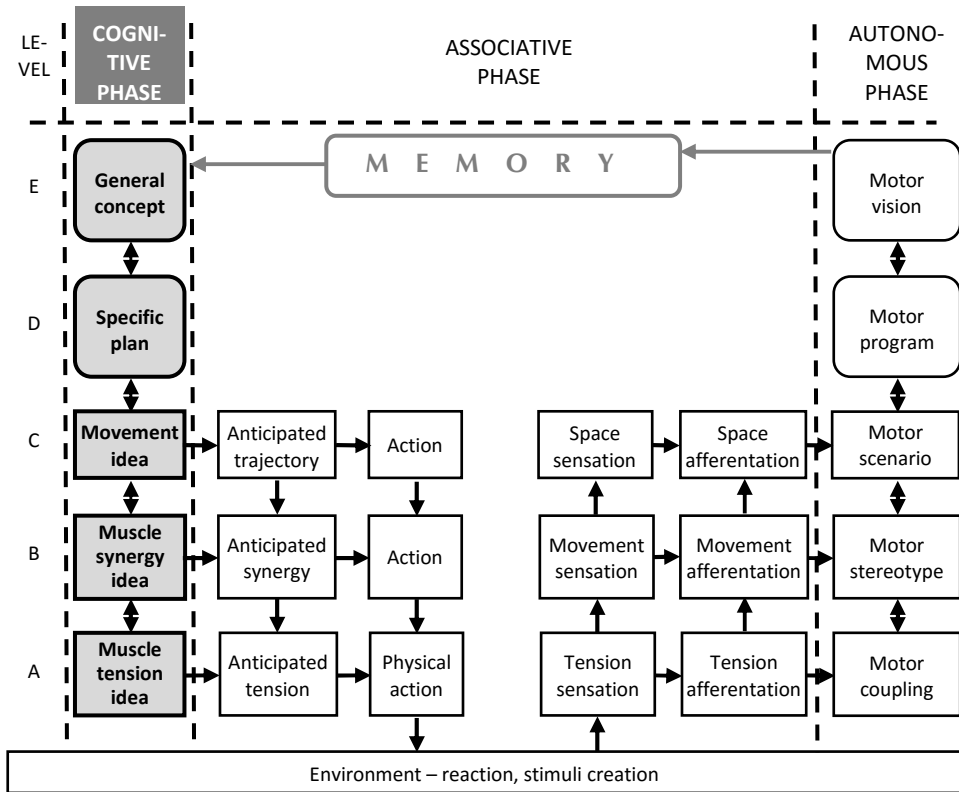 LE-
VEL
COGNI-
TIVE
PHASE
ASSOCIATIVE
PHASE
AUTONO-
MOUS
PHASE
E
General
concept
M E M O R Y
Motor
vision
D
Specific
plan
Motor
program
C
Movement
idea
Anticipated
trajectory
Action
Space
sensation
Space
afferentation
Motor
scenario
B
Muscle
synergy
idea
Anticipated
synergy
Action
Movement
sensation
Movement
afferentation
Motor
stereotype
A
Muscle
tension
idea
Anticipated
tension
Physical
action
Tension
sensation
Tension
afferentation
Motor
coupling
Environment – reaction, stimuli creation